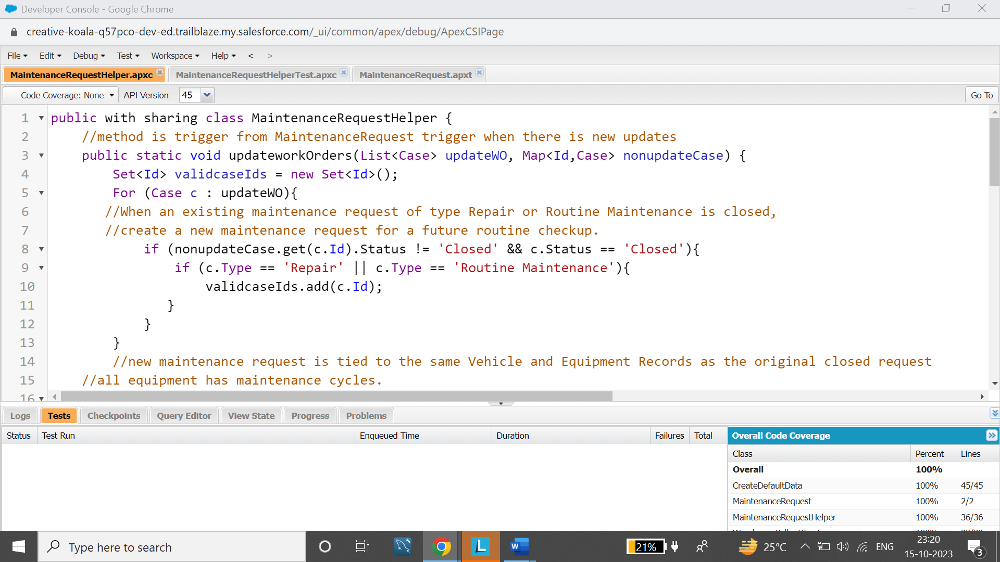 Developer Console - Google Chrome
creative-koala-q57pco-dev-ed.trailblaze.my.salesforce.com/_ui/common/apex/debug/ApexCSIPage
File Edit Debug Test Workspace Help < >
MaintenanceRequestHelper.apxc MaintenanceRequestHelperTest.apxc MaintenanceRequest.apxt
Code Coverage: None API Version: 45 Go To
1 public with sharing class MaintenanceRequestHelper {
2 //method is trigger from MaintenanceRequest trigger when there is new updates
3 public static void updateworkOrders(List<Case> updateWO, Map<Id,Case> nonupdateCase) {
4 Set<Id> validcaseIds = new Set<Id>();
5 For (Case c : updateWO){
6 //When an existing maintenance request of type Repair or Routine Maintenance is closed,
7 //create a new maintenance request for a future routine checkup.
8 if (nonupdateCase.get(c.Id).Status != 'Closed' && c.Status == 'Closed'){
9 if (c.Type == 'Repair' || c.Type == 'Routine Maintenance'){
10 validcaseIds.add(c.Id);
11 }
12 }
13 }
14 //new maintenance request is tied to the same Vehicle and Equipment Records as the original closed request
15 //all equipment has maintenance cycles.
16
Logs Tests Checkpoints Query Editor View State Progress Problems
Status Test Run Enqueued Time Duration Failures Total
Overall Code Coverage
Class Percent Lines
Overall 100%
CreateDefaultData 100% 45/45
MaintenanceRequest 100% 2/2
MaintenanceRequestHelper 100% 36/36
Type here to search
L
W
21%
25°C
ENG
23:20
15-10-2023
3